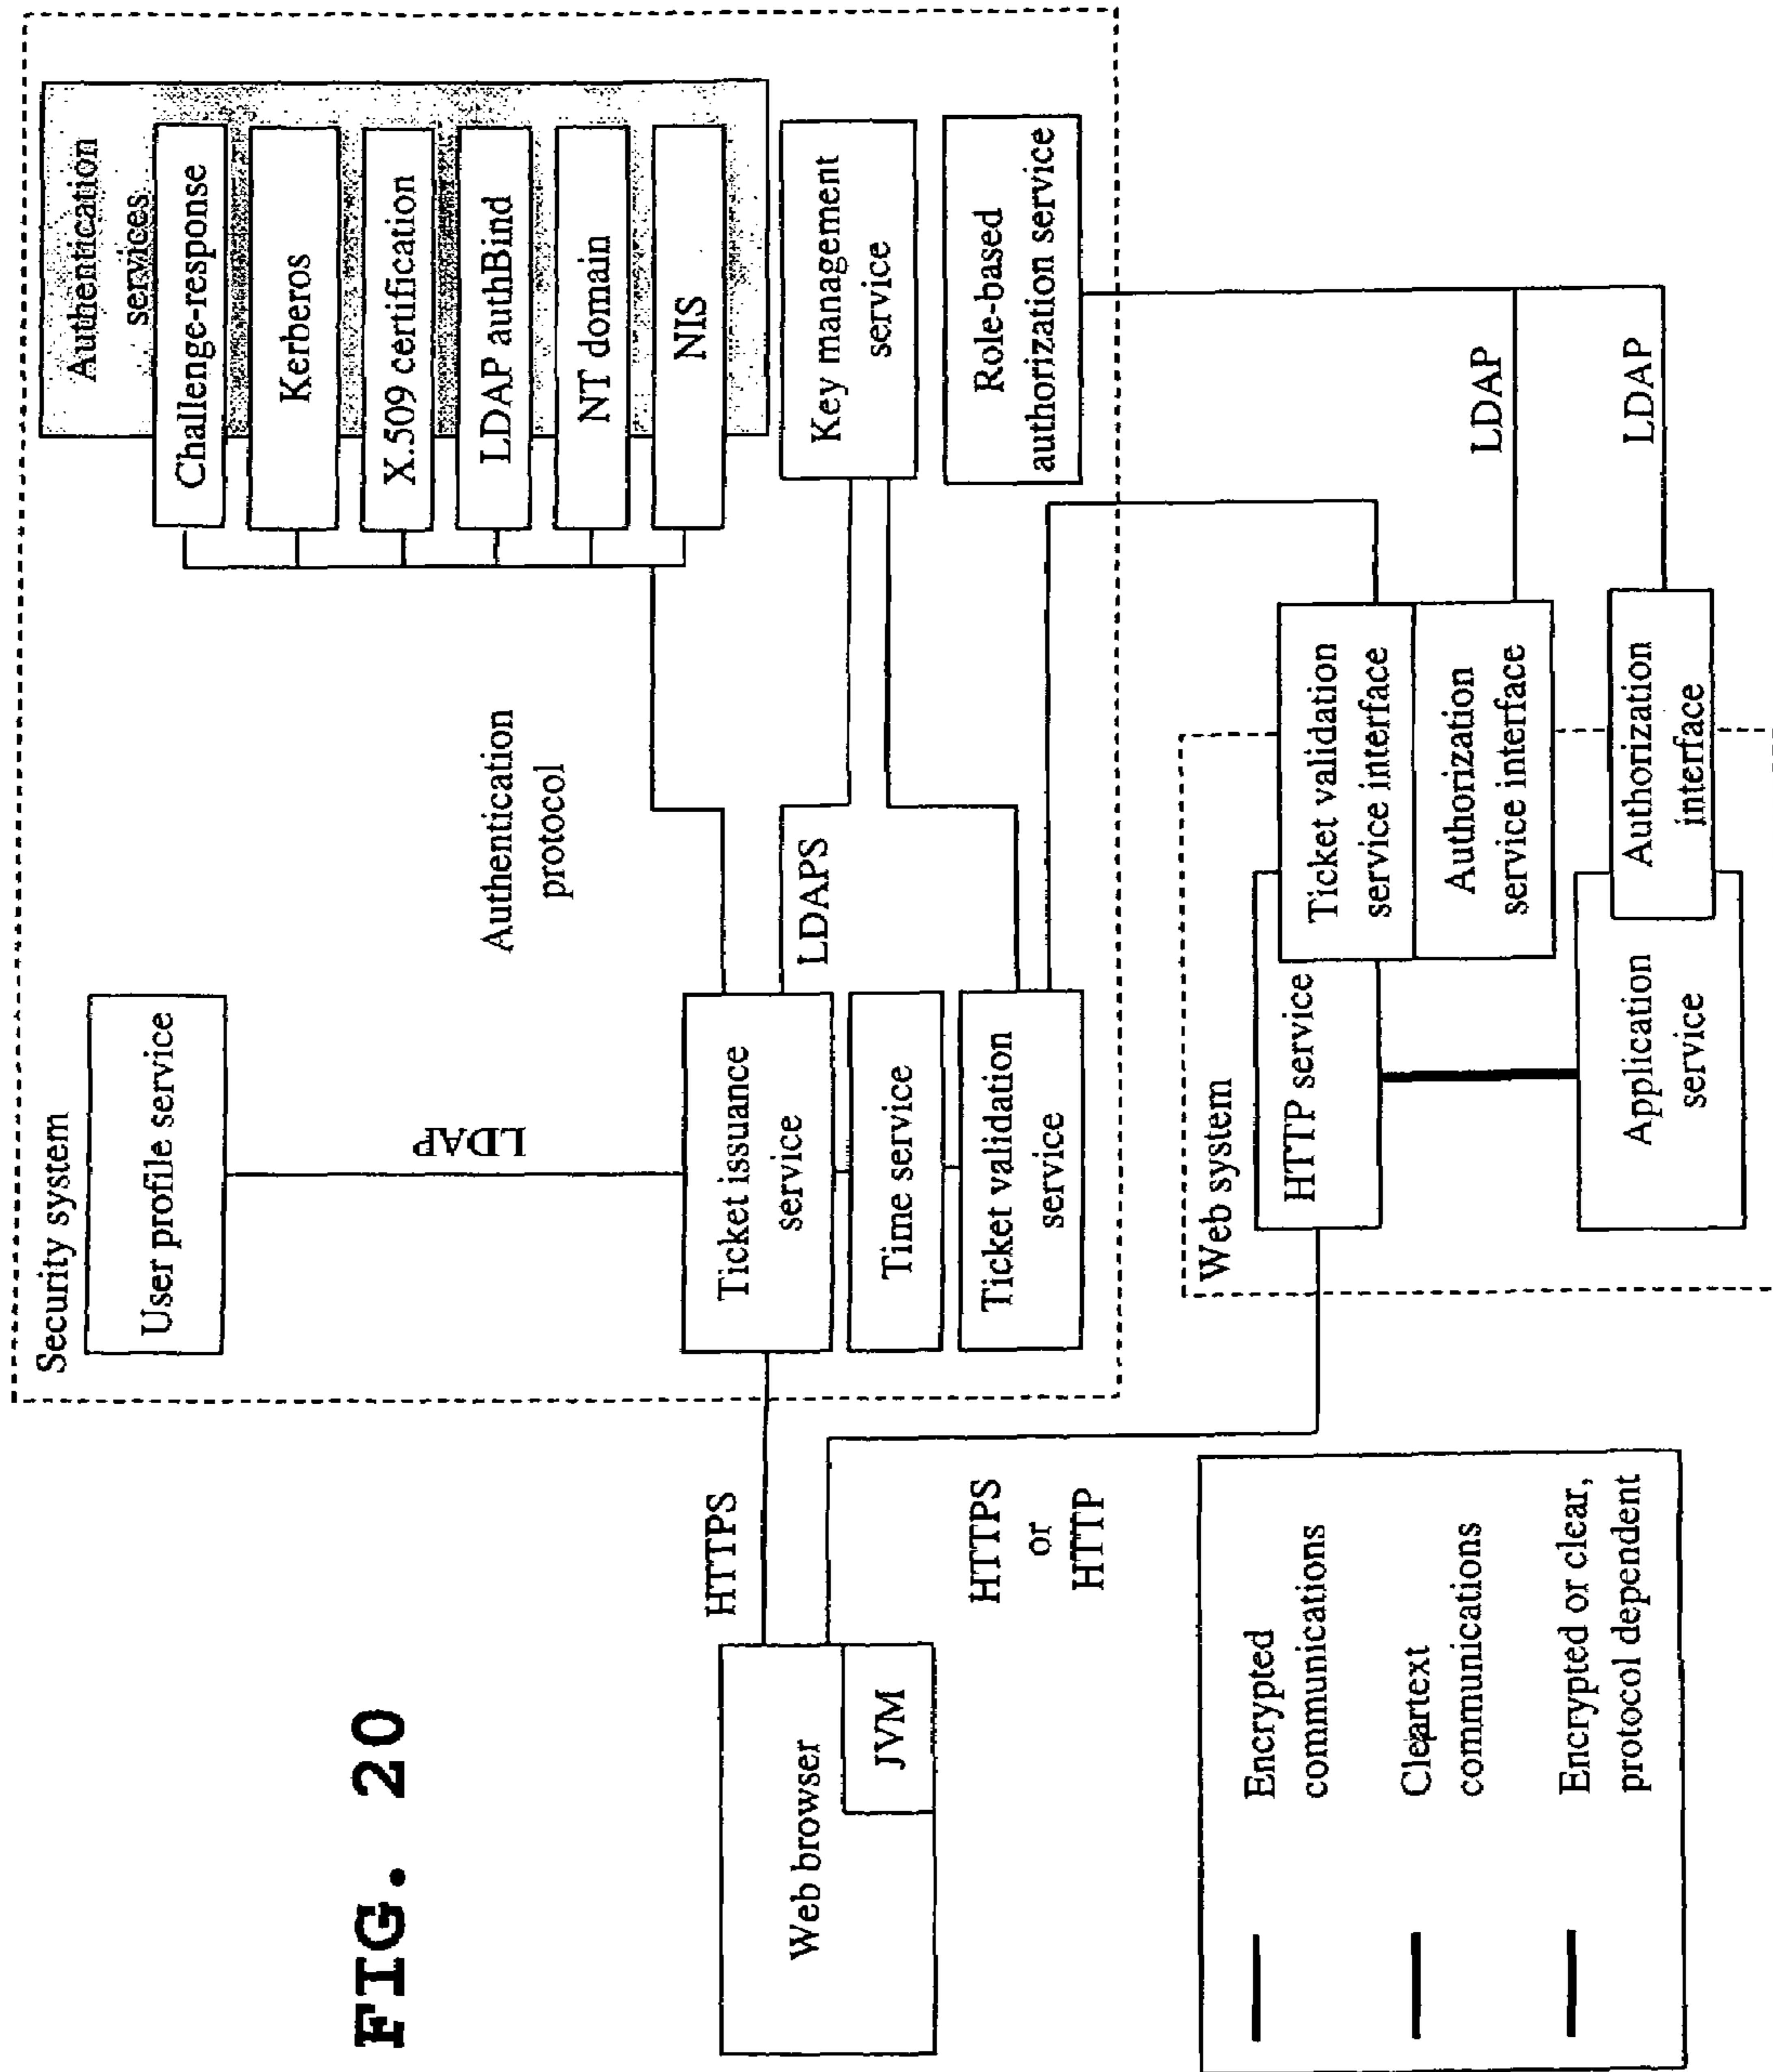 FIG. 20
Security system
User profile service
LDAP
Authentication
protocol
Authentication
services
Challenge-response
Kerberos
X.509 certification
LDAP authBind
NT domain
NIS
Key management
service
Role-based
authorization service
Ticket issuance
service
LDAPS
Time service
Ticket validation
service
HTTPS
Web browser
JVM
HTTPS
or
HTTP
Web system
HTTP service
Ticket validation
service interface
Authorization
service interface
LDAP
Application
service
Authorization
interface
LDAP
Encrypted
communications
Cleartext
communications
Encrypted or clear,
protocol dependent